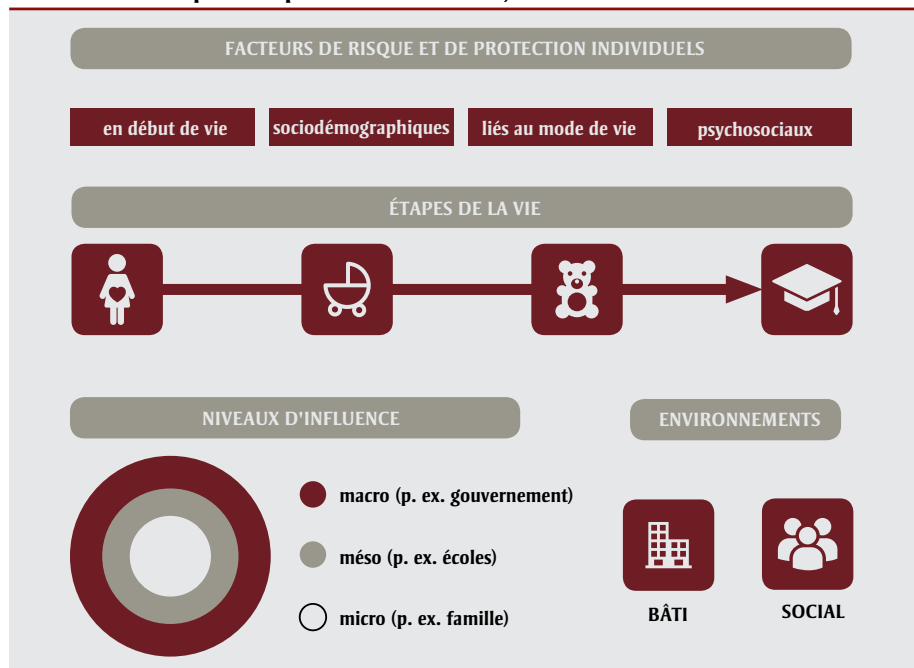 FACTEURS DE RISQUE ET DE PROTECTION INDIVIDUELS
en début de vie
sociodémographiques
liés au mode de vie
psychosociaux
ÉTAPES DE LA VIE
NIVEAUX D'INFLUENCE
ENVIRONNEMENTS
macro (p. ex. gouvernement)
méso (p. ex. écoles)
micro (p. ex. famille)
BÂTI
SOCIAL